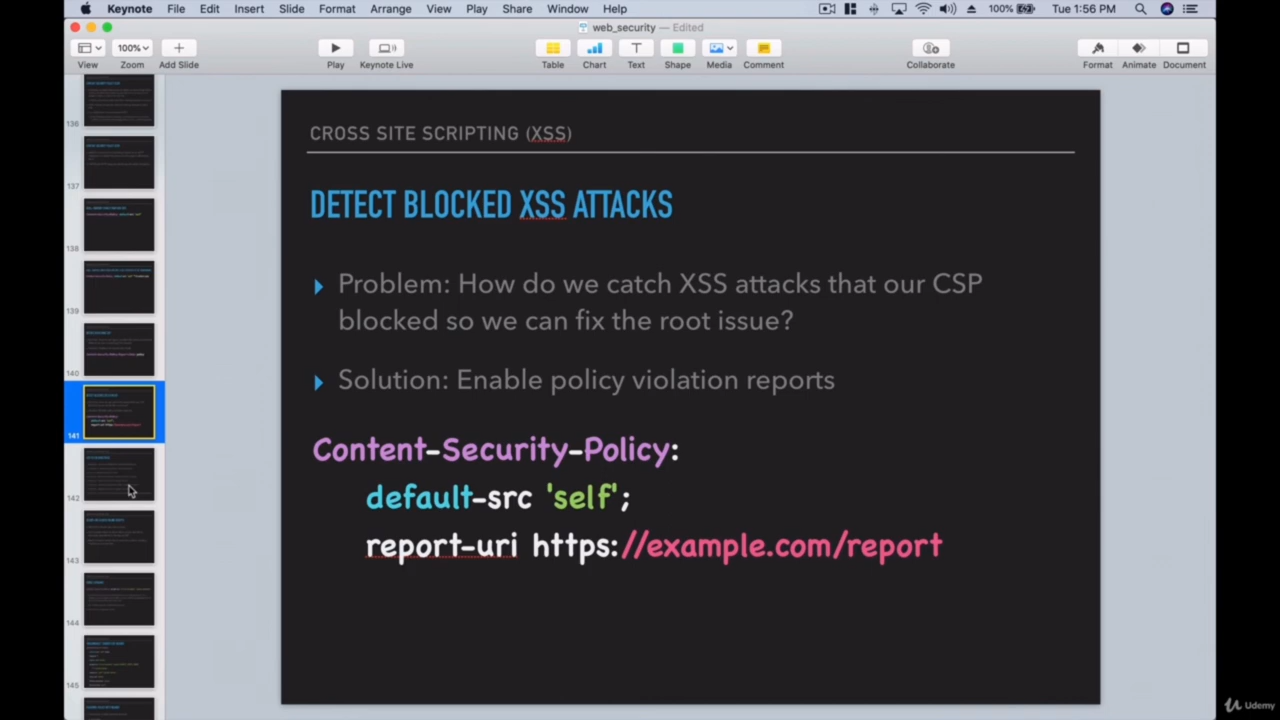 Keynote File Edit Insert Slide Format Arrange View Play Share Window Help 100% Tue 1:56 PM
web_security — Edited
100%
View Zoom Add Slide Play Keynote Live Table Chart Text Shape Media Comment Collaborate Format Animate Document
136
137
138
139
140
141
142
143
144
145
CROSS SITE SCRIPTING (XSS)
DETECT BLOCKED XSS ATTACKS
Problem: How do we catch XSS attacks that our CSP
blocked so we can fix the root issue?
Solution: Enable policy violation reports
Content-Security-Policy:
default-src 'self';
report-uri https://example.com/report
Udemy